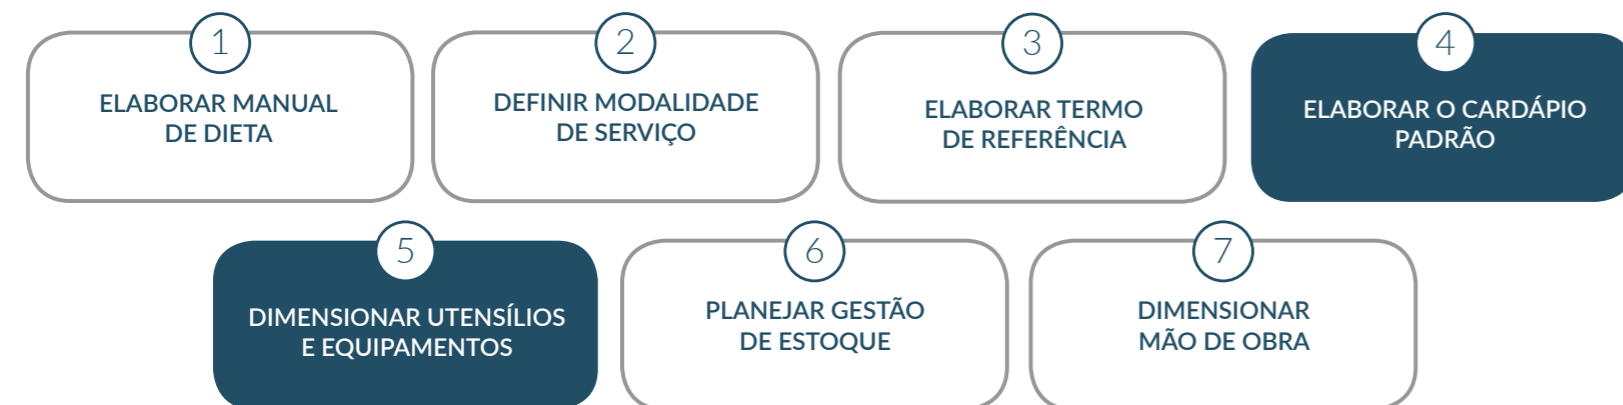 1
ELABORAR MANUAL
DE DIETA
2
DEFINIR MODALIDADE
DE SERVIÇO
3
ELABORAR TERMO
DE REFERÊNCIA
4
ELABORAR O CARDÁPIO
PADRÃO
5
DIMENSIONAR UTENSÍLIOS
E EQUIPAMENTOS
6
PLANEJAR GESTÃO
DE ESTOQUE
7
DIMENSIONAR
MÃO DE OBRA